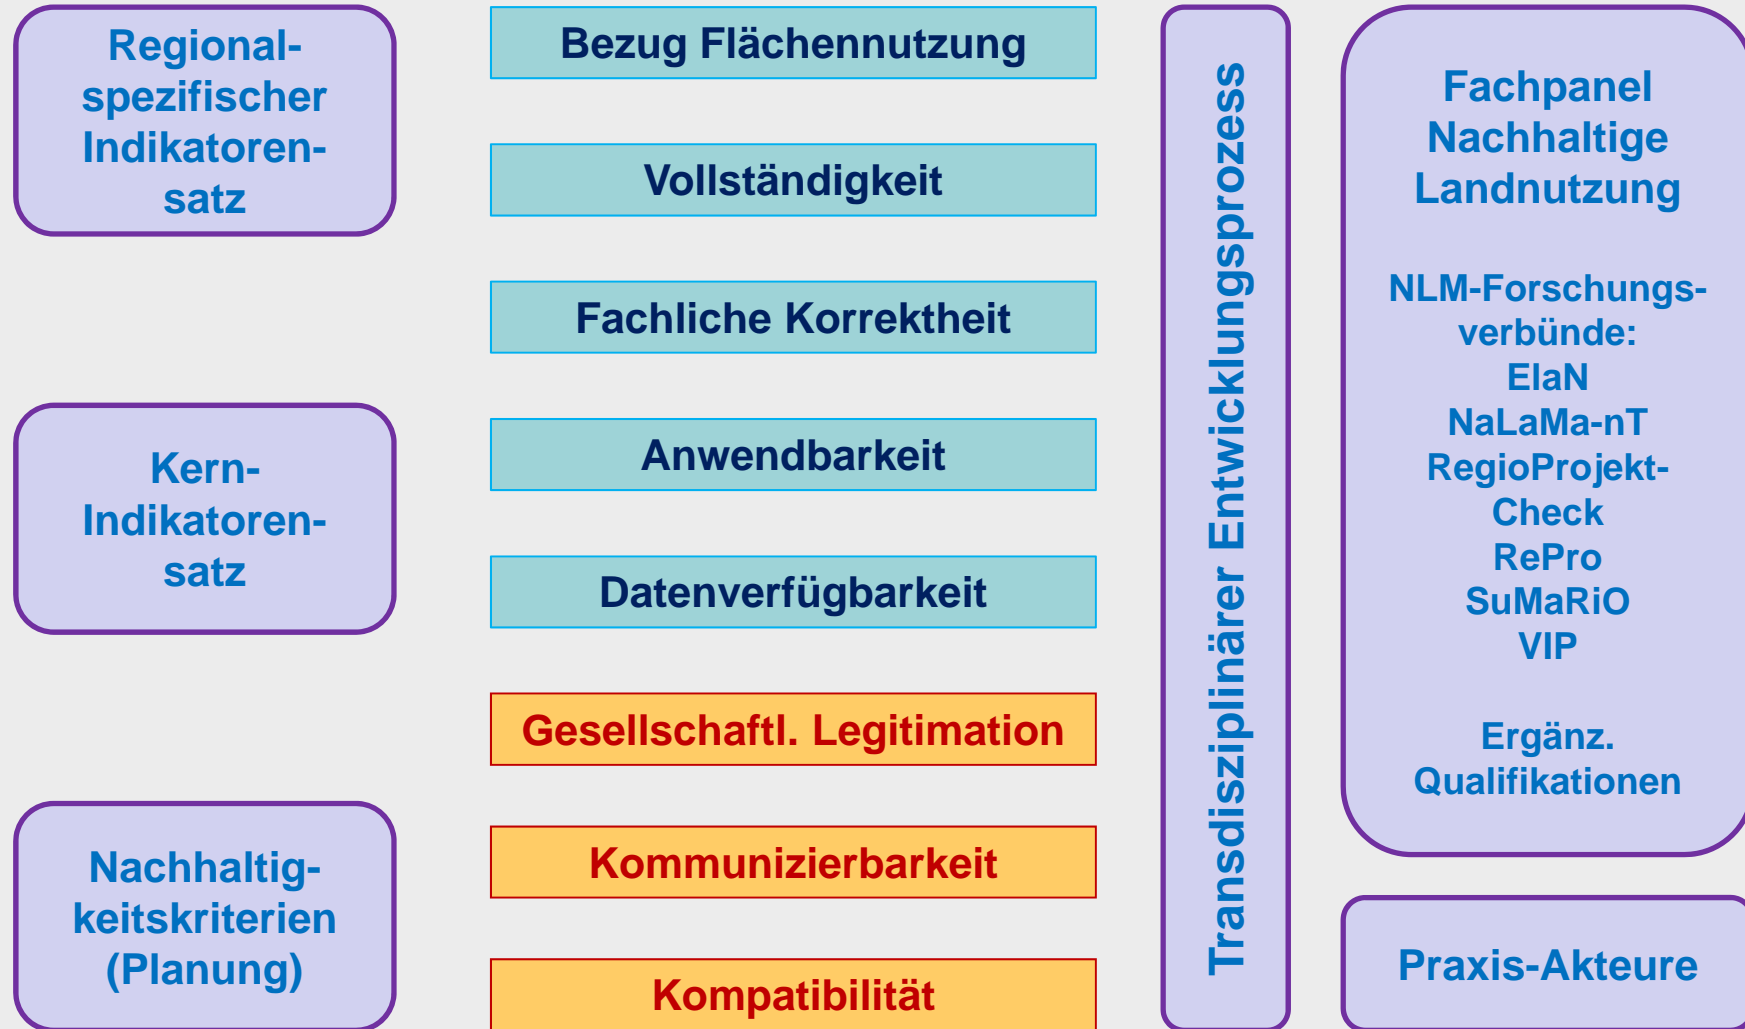 Regional-
spezifischer
Indikatoren-
satz
Kern-
Indikatoren-
satz
Nachhaltig-
keitskriterien
(Planung)
Bezug Flächennutzung
Vollständigkeit
Fachliche Korrektheit
Anwendbarkeit
Datenverfügbarkeit
Gesellschaftl. Legitimation
Kommunizierbarkeit
Kompatibilität
Transdisziplinärer Entwicklungsprozess
Fachpanel
Nachhaltige
Landnutzung
NLM-Forschungs-
verbünde:
ElaN
NaLaMa-nT
RegioProjekt-
Check
RePro
SuMaRiO
VIP
Ergänz.
Qualifikationen
Praxis-Akteure